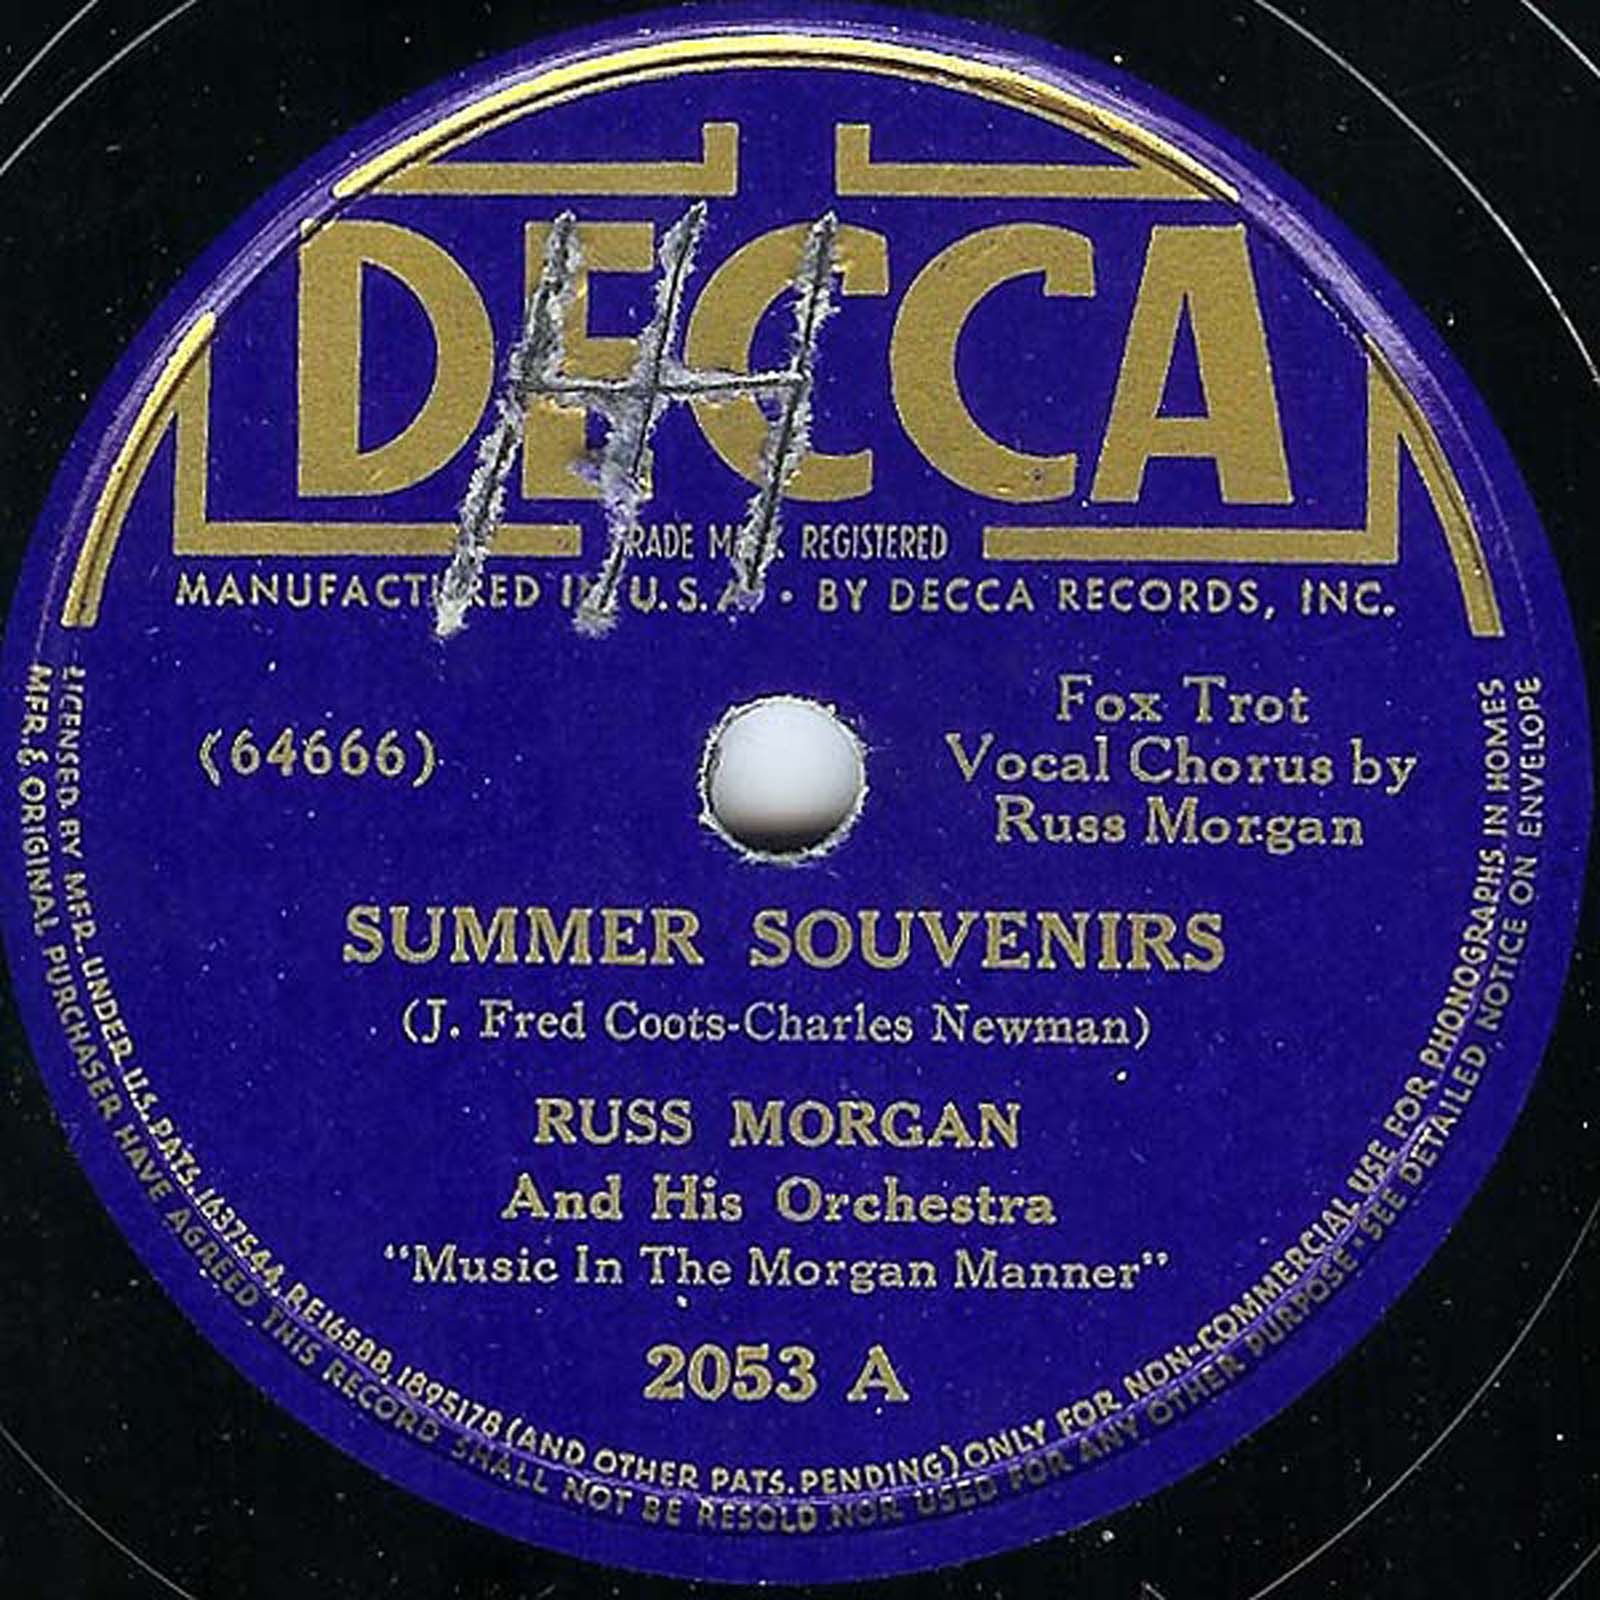 DECCA
TRADE MARK REGISTERED
MANUFACTURED IN U.S.A. • BY DECCA RECORDS, INC.
(64666)
Fox Trot
Vocal Chorus by
Russ Morgan
SUMMER SOUVENIRS
(J. Fred Coots-Charles Newman)
RUSS MORGAN
And His Orchestra
"Music In The Morgan Manner"
2053 A
LICENSED BY MFR. UNDER U.S. PATS. 1637544, RE16588, 1895178 (AND OTHER PATS. PENDING) ONLY FOR NON-COMMERCIAL USE FOR PHONOGRAPHS IN HOMES
MFR. & ORIGINAL PURCHASER HAVE AGREED THIS RECORD SHALL NOT BE RESOLD NOR USED FOR ANY OTHER PURPOSE • SEE DETAILED NOTICE ON ENVELOPE